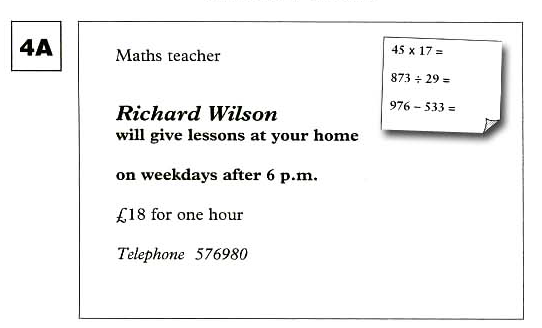 4A
Maths teacher
45 x 17 =
873 ÷ 29 =
976 – 533 =
Richard Wilson
will give lessons at your home
on weekdays after 6 p.m.
£18 for one hour
Telephone 576980